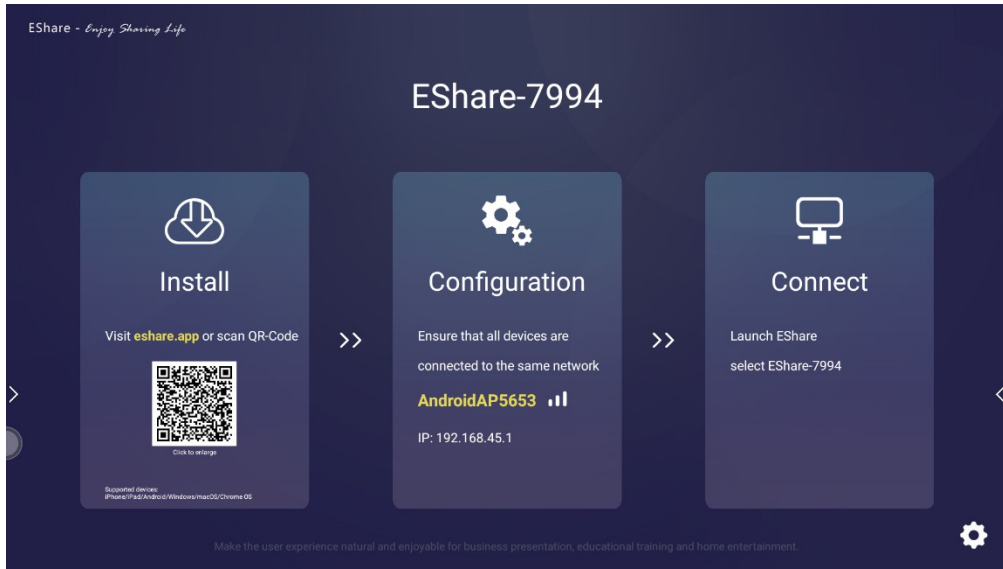 EShare - Enjoy Sharing Life
EShare-7994
Install
Visit eshare.app or scan QR-Code
Click to enlarge
Supported devices:
iPhone/iPad/Android/Windows/macOS/Chrome OS
Configuration
Ensure that all devices are
connected to the same network
AndroidAP5653
IP: 192.168.45.1
Connect
Launch EShare
select EShare-7994
Make the user experience natural and enjoyable for business presentation, educational training and home entertainment.